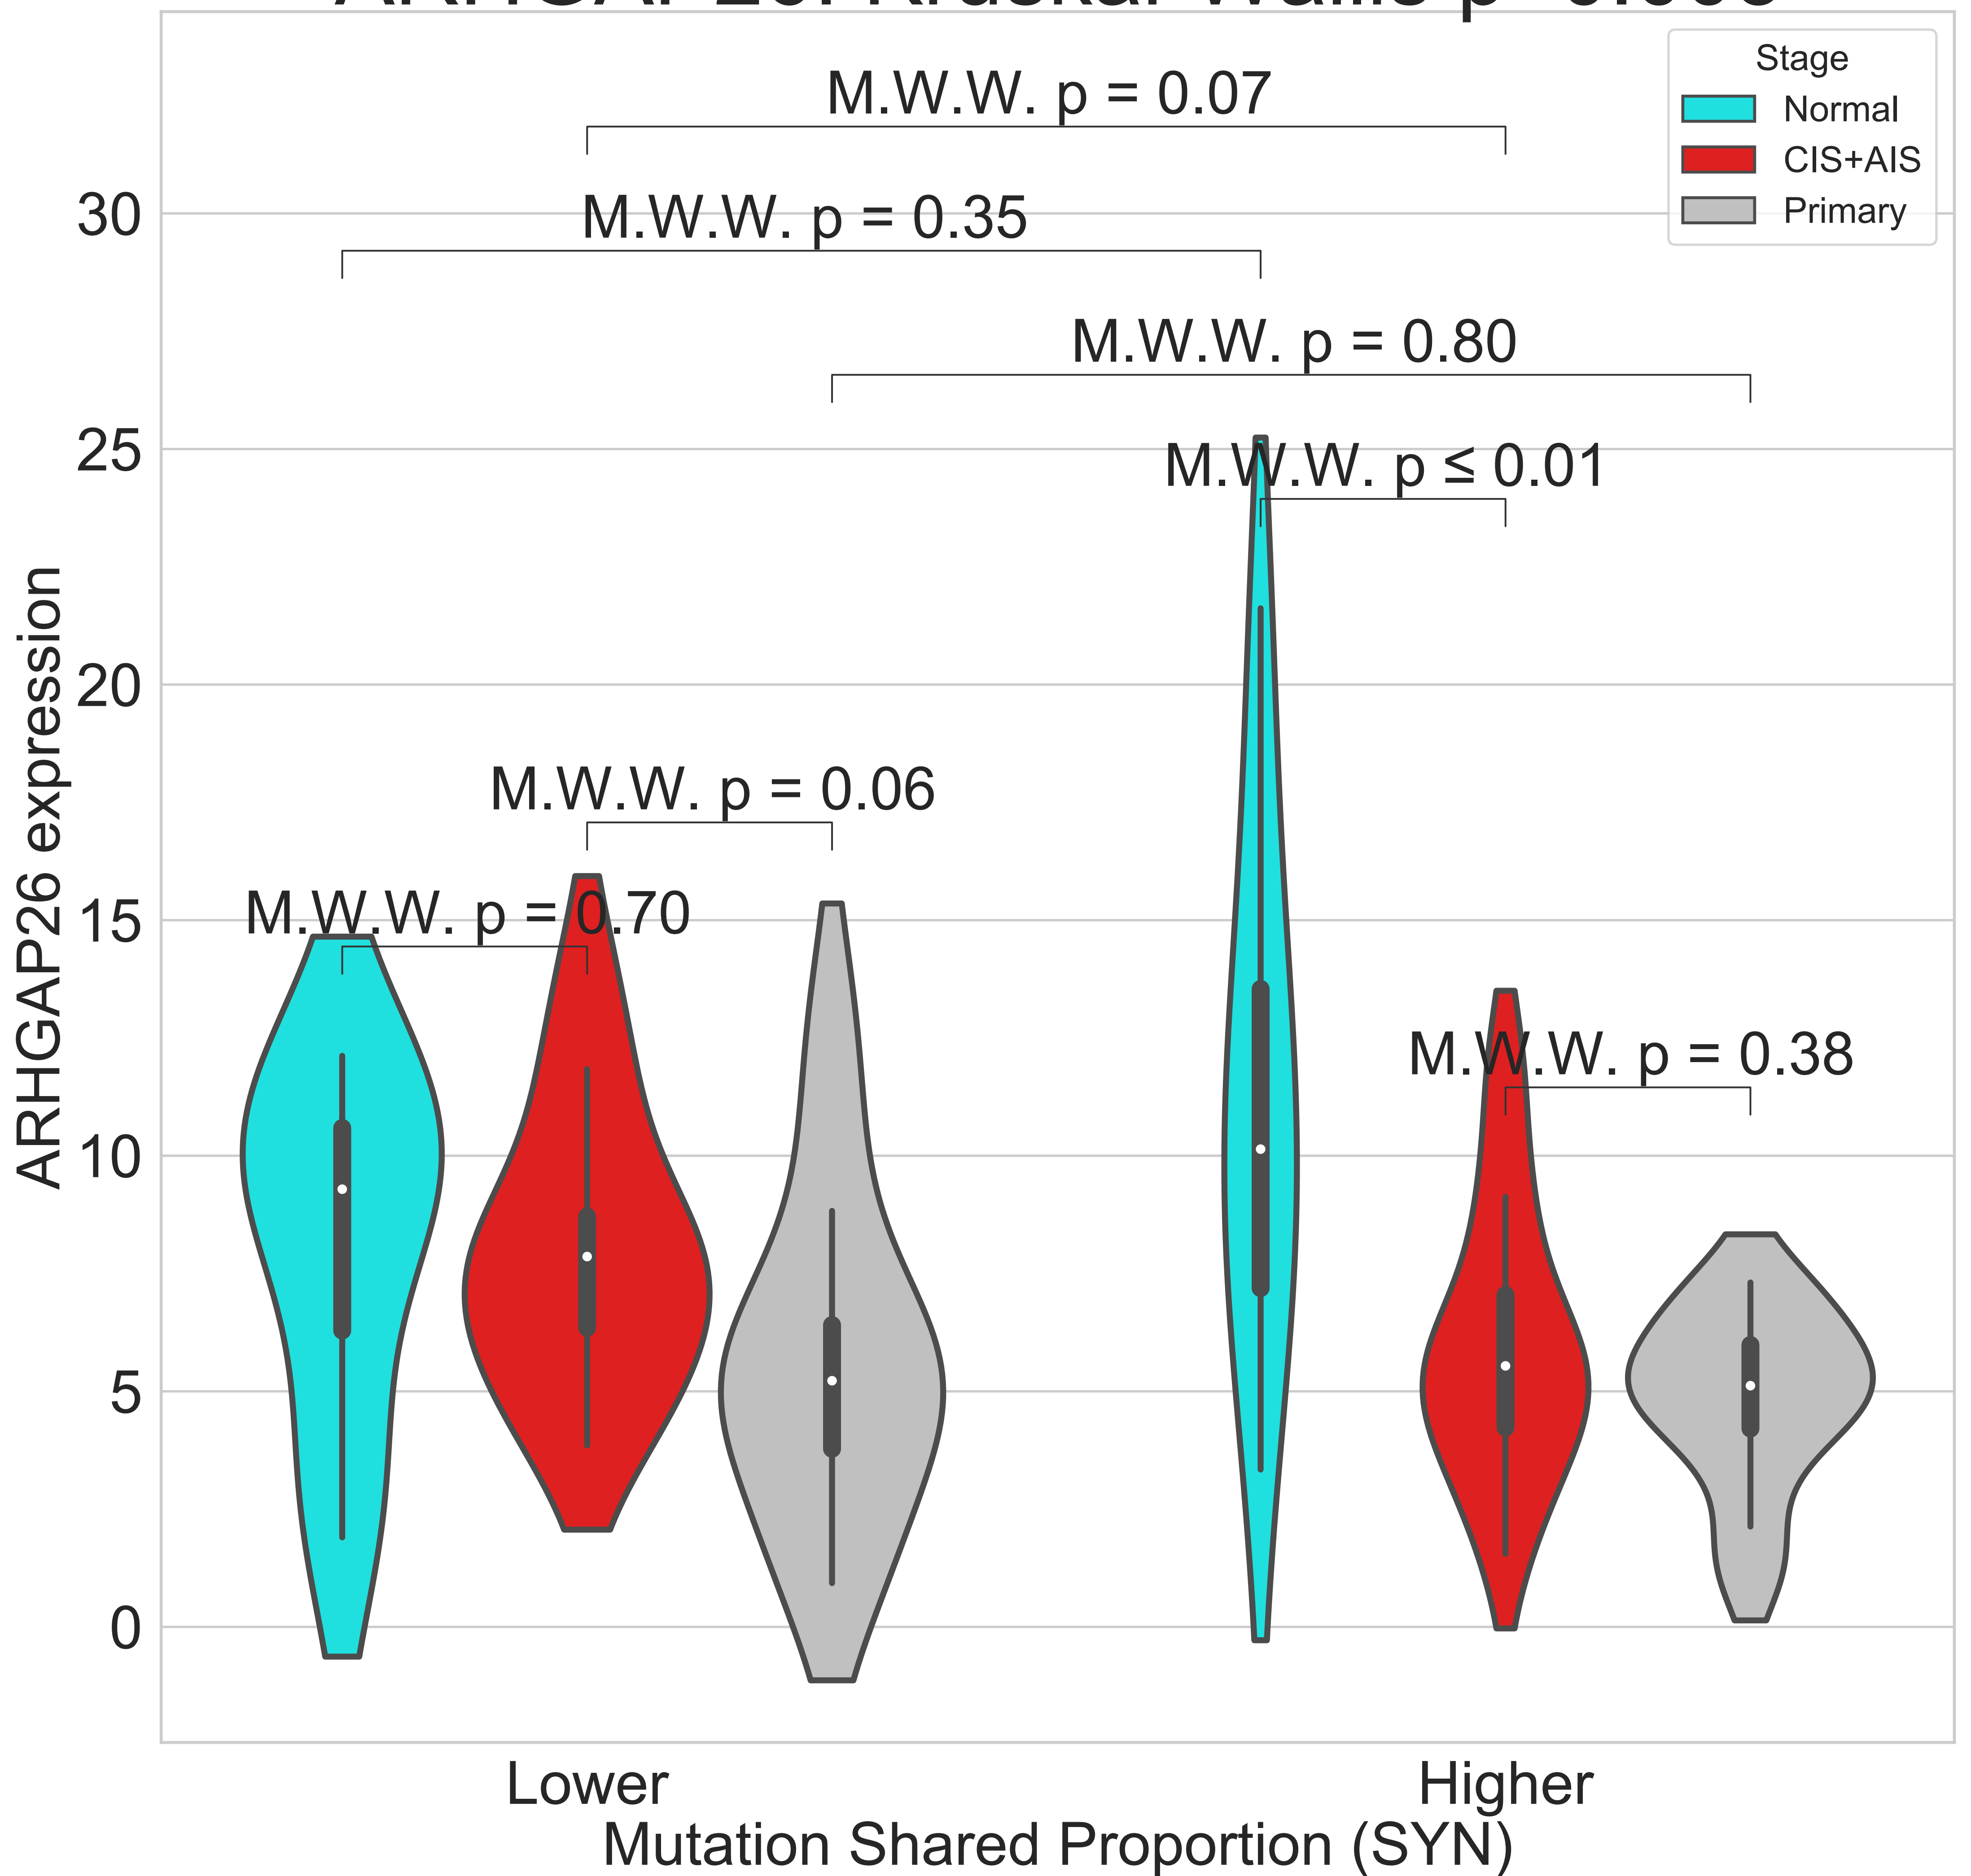 Stage
Normal
CIS+AIS
Primary
M.W.W. p = 0.07
M.W.W. p = 0.35
M.W.W. p = 0.80
M.W.W. p ≤ 0.01
M.W.W. p = 0.06
M.W.W. p = 0.70
M.W.W. p = 0.38
30
25
20
15
10
5
0
ARHGAP26 expression
Lower
Higher
Mutation Shared Proportion (SYN)